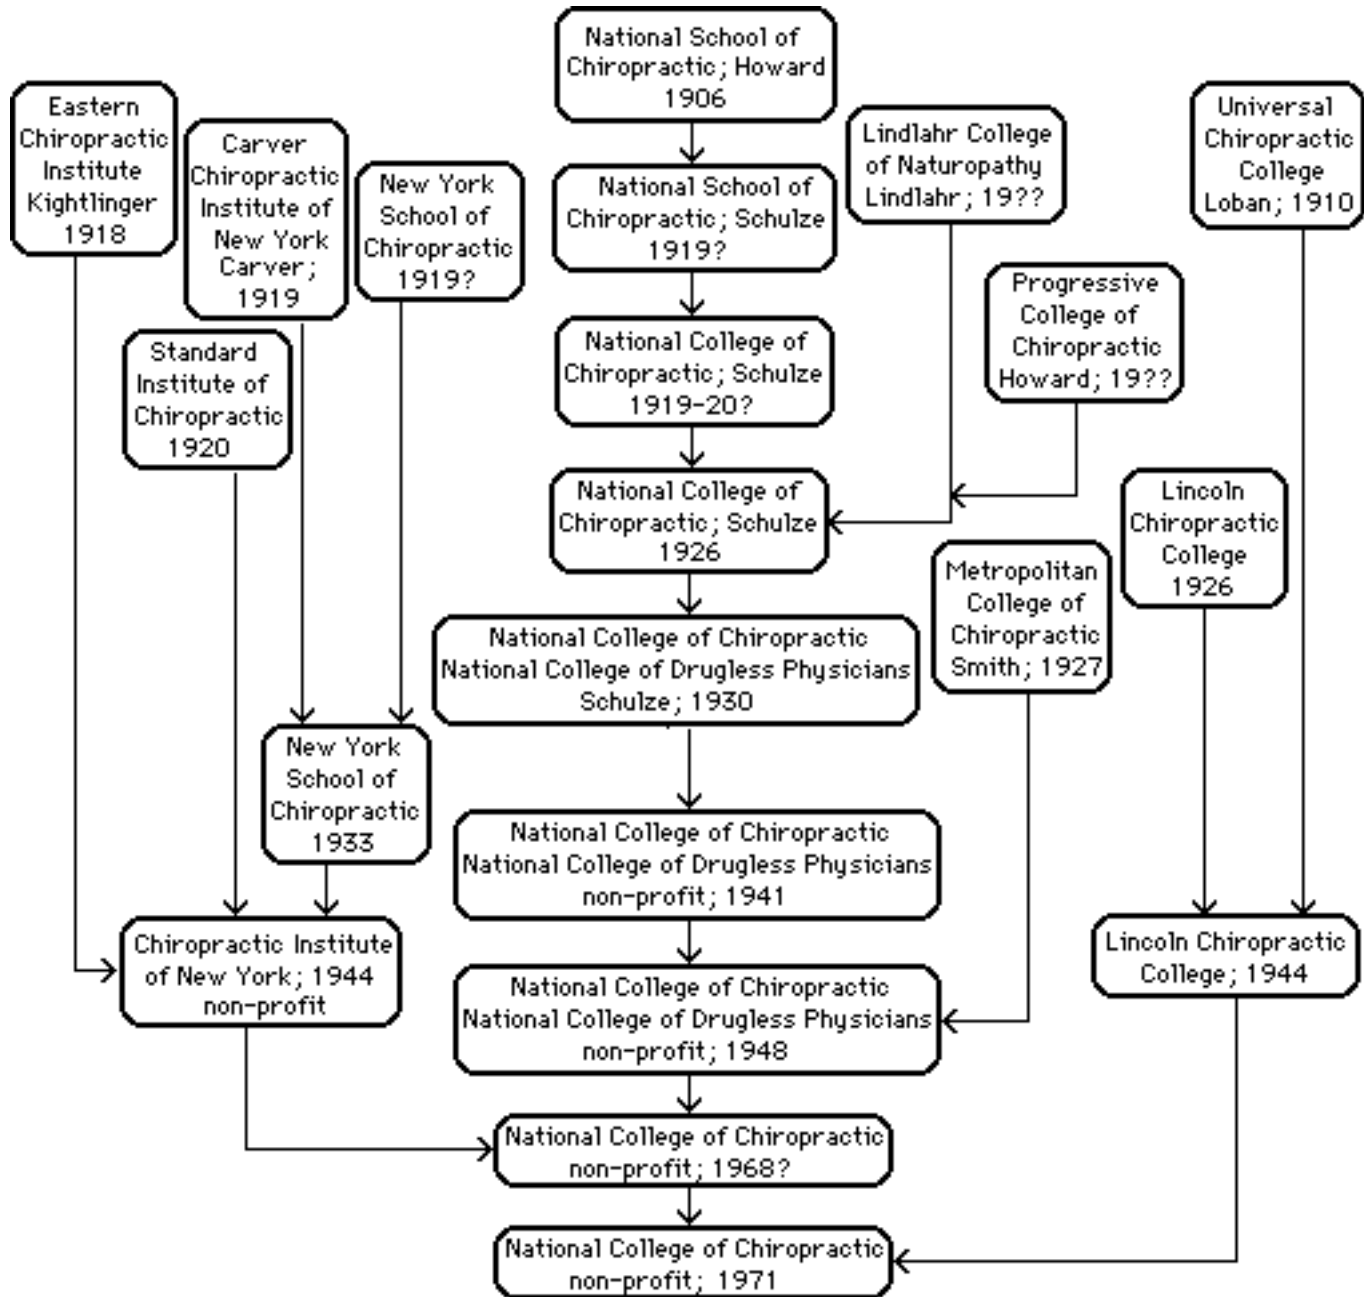 National School of
Chiropractic; Howard
1906
Eastern
Chiropractic
Institute
Kightlinger
1918
Carver
Chiropractic
Institute of
New York
Carver;
1919
New York
School of
Chiropractic
1919?
National School of
Chiropractic; Schulze
1919?
Lindlahr College
of Naturopathy
Lindlahr; 19??
Universal
Chiropractic
College
Loban; 1910
Standard
Institute of
Chiropractic
1920
National College of
Chiropractic; Schulze
1919-20?
Progressive
College of
Chiropractic
Howard; 19??
National College of
Chiropractic; Schulze
1926
Lincoln
Chiropractic
College
1926
Metropolitan
College of
Chiropractic
Smith; 1927
National College of Chiropractic
National College of Drugless Physicians
Schulze; 1930
New York
School of
Chiropractic
1933
National College of Chiropractic
National College of Drugless Physicians
non-profit; 1941
Chiropractic Institute
of New York; 1944
non-profit
Lincoln Chiropractic
College; 1944
National College of Chiropractic
National College of Drugless Physicians
non-profit; 1948
National College of Chiropractic
non-profit; 1968?
National College of Chiropractic
non-profit; 1971